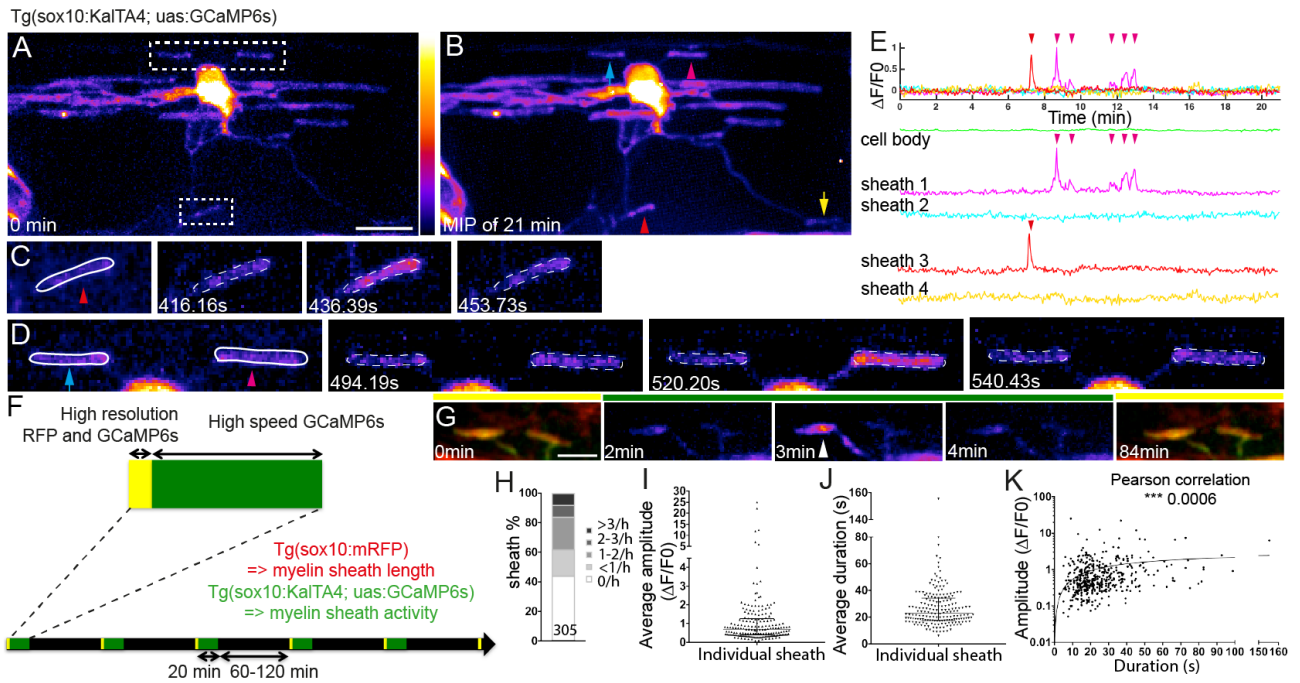 Tg(sox10:KalTA4; uas:GCaMP6s)
A
0 min
B
MIP of 21 min
C
416.16s
436.39s
453.73s
D
494.19s
520.20s
540.43s
E
1
0.5
0
ΔF/F0
0 2 4 6 8 10 12 14 16 18 20
Time (min)
cell body
sheath 1
sheath 2
sheath 3
sheath 4
F
High resolution
RFP and GCaMP6s
High speed GCaMP6s
Tg(sox10:mRFP)
=> myelin sheath length
Tg(sox10:KalTA4; uas:GCaMP6s)
=> myelin sheath activity
20 min
60-120 min
G
0min
2min
3min
4min
84min
H
sheath %
100
80
60
40
20
0
305
>3/h
2-3/h
1-2/h
<1/h
0/h
I
Average amplitude
(ΔF/F0)
30
25
20
15
10
5
4
3
2
1
0
Individual sheath
J
Average duration (s)
160
140
80
60
40
20
0
Individual sheath
K
Pearson correlation
*** 0.0006
Amplitude (ΔF/F0)
100
10
1
0.1
0.01
0 10 20 30 40 50 60 70 80 90 100 150 160
Duration (s)